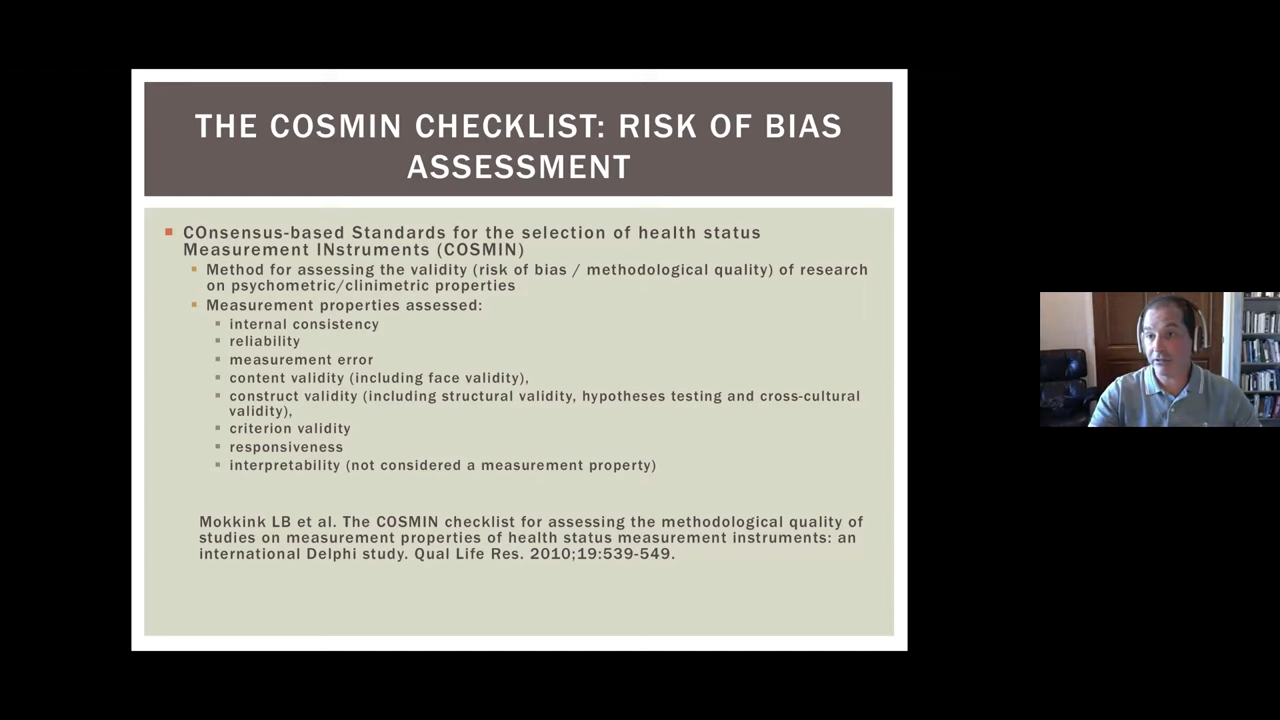 THE COSMIN CHECKLIST: RISK OF BIAS
ASSESSMENT
COnsensus-based Standards for the selection of health status
Measurement INstruments (COSMIN)
Method for assessing the validity (risk of bias / methodological quality) of research
on psychometric/clinimetric properties
Measurement properties assessed:
internal consistency
reliability
measurement error
content validity (including face validity),
construct validity (including structural validity, hypotheses testing and cross-cultural
validity),
criterion validity
responsiveness
interpretability (not considered a measurement property)
Mokkink LB et al. The COSMIN checklist for assessing the methodological quality of
studies on measurement properties of health status measurement instruments: an
international Delphi study. Qual Life Res. 2010;19:539-549.